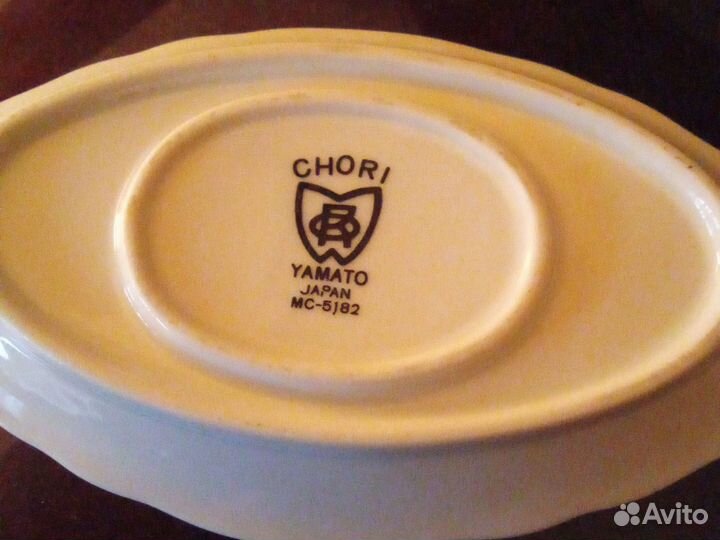 CHORI
YAMATO
JAPAN
MC-5182
Avito